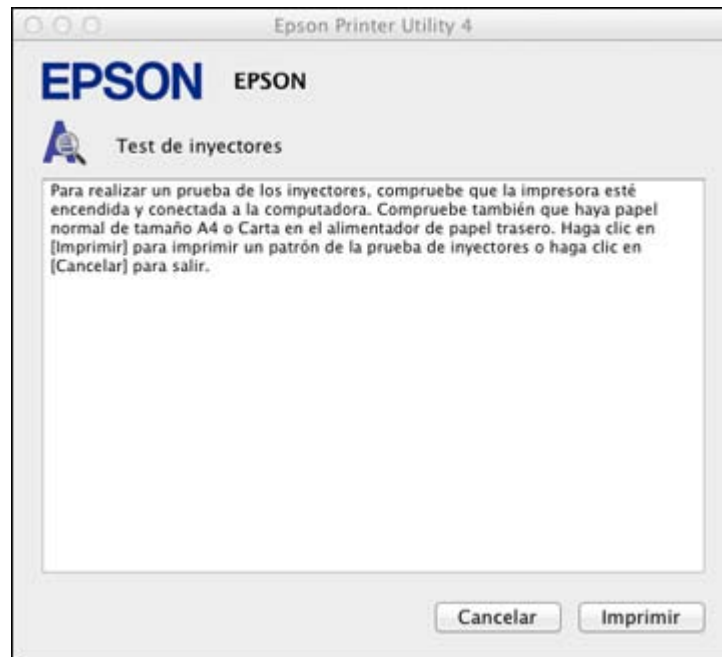 Epson Printer Utility 4
EPSON EPSON
Test de inyectores
Para realizar un prueba de los inyectores, compruebe que la impresora esté
encendida y conectada a la computadora. Compruebe también que haya papel
normal de tamaño A4 o Carta en el alimentador de papel trasero. Haga clic en
[Imprimir] para imprimir un patrón de la prueba de inyectores o haga clic en
[Cancelar] para salir.
Cancelar Imprimir